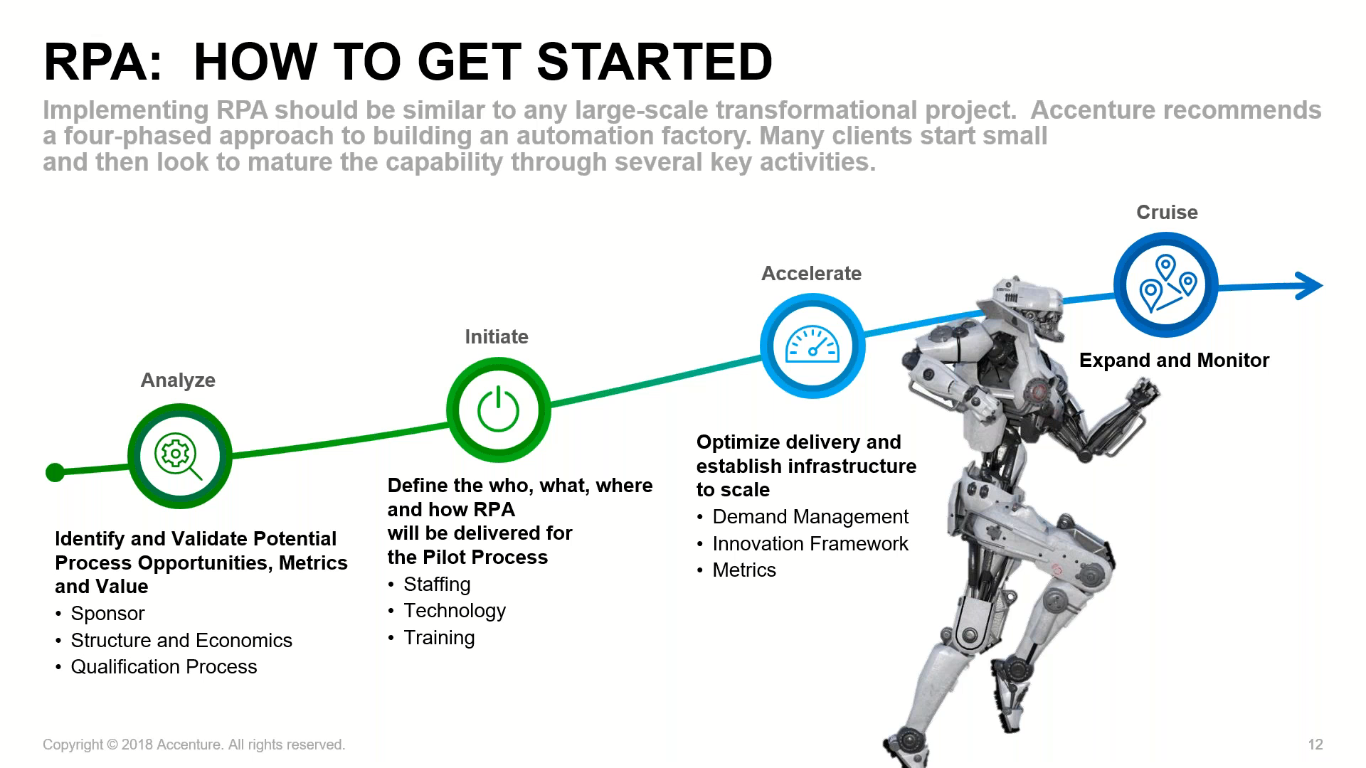 RPA: HOW TO GET STARTED
Implementing RPA should be similar to any large-scale transformational project. Accenture recommends
a four-phased approach to building an automation factory. Many clients start small
and then look to mature the capability through several key activities.
Analyze
Identify and Validate Potential
Process Opportunities, Metrics
and Value
• Sponsor
• Structure and Economics
• Qualification Process
Initiate
Define the who, what, where
and how RPA
will be delivered for
the Pilot Process
• Staffing
• Technology
• Training
Accelerate
Optimize delivery and
establish infrastructure
to scale
• Demand Management
• Innovation Framework
• Metrics
Cruise
Expand and Monitor
Copyright © 2018 Accenture. All rights reserved.
12